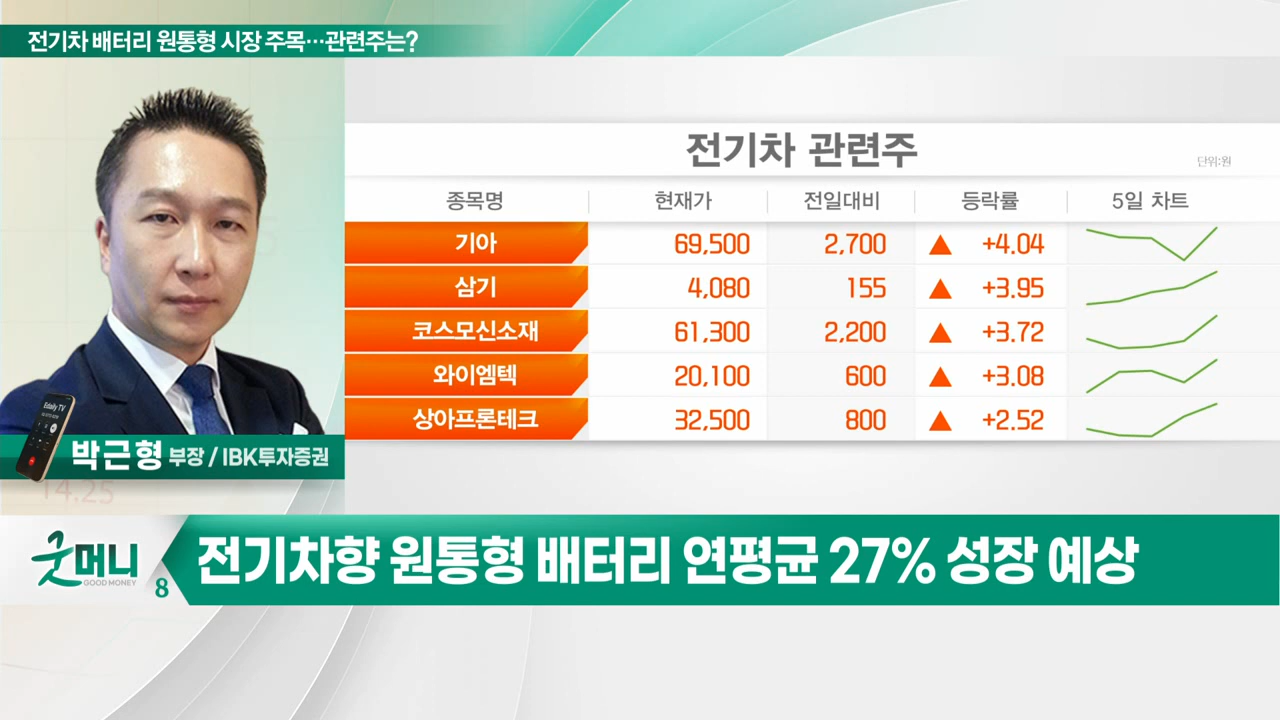 전기차 배터리 원통형 시장 주목…관련주는?
전기차 관련주
단위:원
종목명 현재가 전일대비 등락률 5일 차트
기아 69,500 2,700 ▲ +4.04
삼기 4,080 155 ▲ +3.95
코스모신소재 61,300 2,200 ▲ +3.72
와이엠텍 20,100 600 ▲ +3.08
상아프론테크 32,500 800 ▲ +2.52
Edaily TV
박근형 부장 / IBK투자증권
14.25
굿머니 8
GOOD MONEY
전기차향 원통형 배터리 연평균 27% 성장 예상